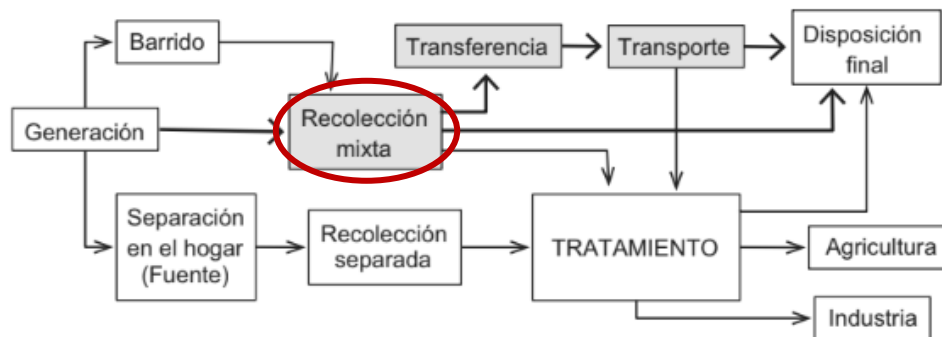 Barrido
Transferencia
Transporte
Disposición
final
Generación
Recolección
mixta
Separación
en el hogar
(Fuente)
Recolección
separada
TRATAMIENTO
Agricultura
Industria